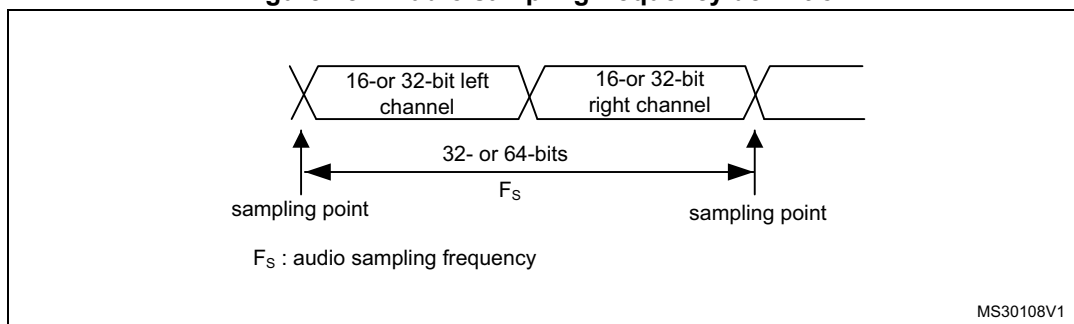 16-or 32-bit left
channel
16-or 32-bit
right channel
32- or 64-bits
FS
sampling point
sampling point
FS : audio sampling frequency
MS30108V1